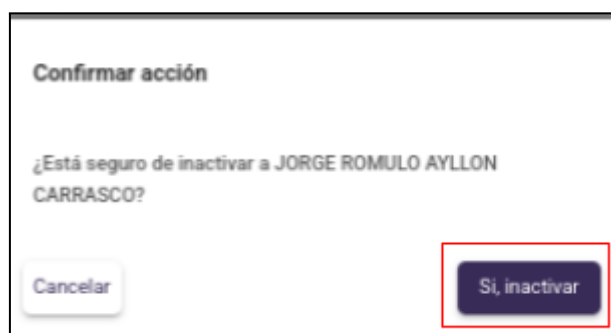 Confirmar acción
¿Está seguro de inactivar a JORGE ROMULO AYLLON
CARRASCO?
Cancelar
Si, inactivar